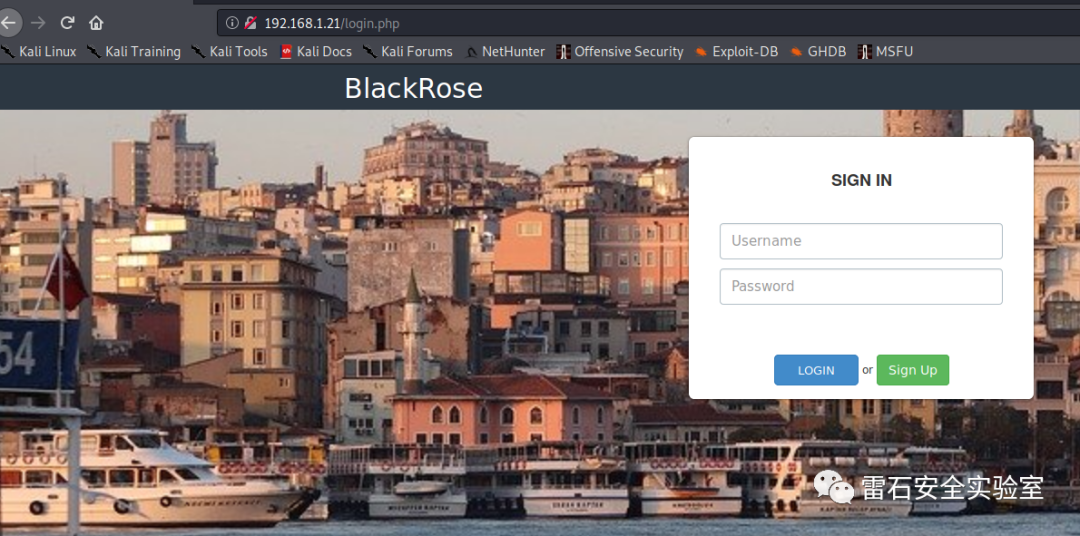 192.168.1.21/login.php
Kali Linux Kali Training Kali Tools Kali Docs Kali Forums NetHunter Offensive Security Exploit-DB GHDB MSFU
BlackRose
SIGN IN
Username
Password
LOGIN or Sign Up
54
雷石安全实验室